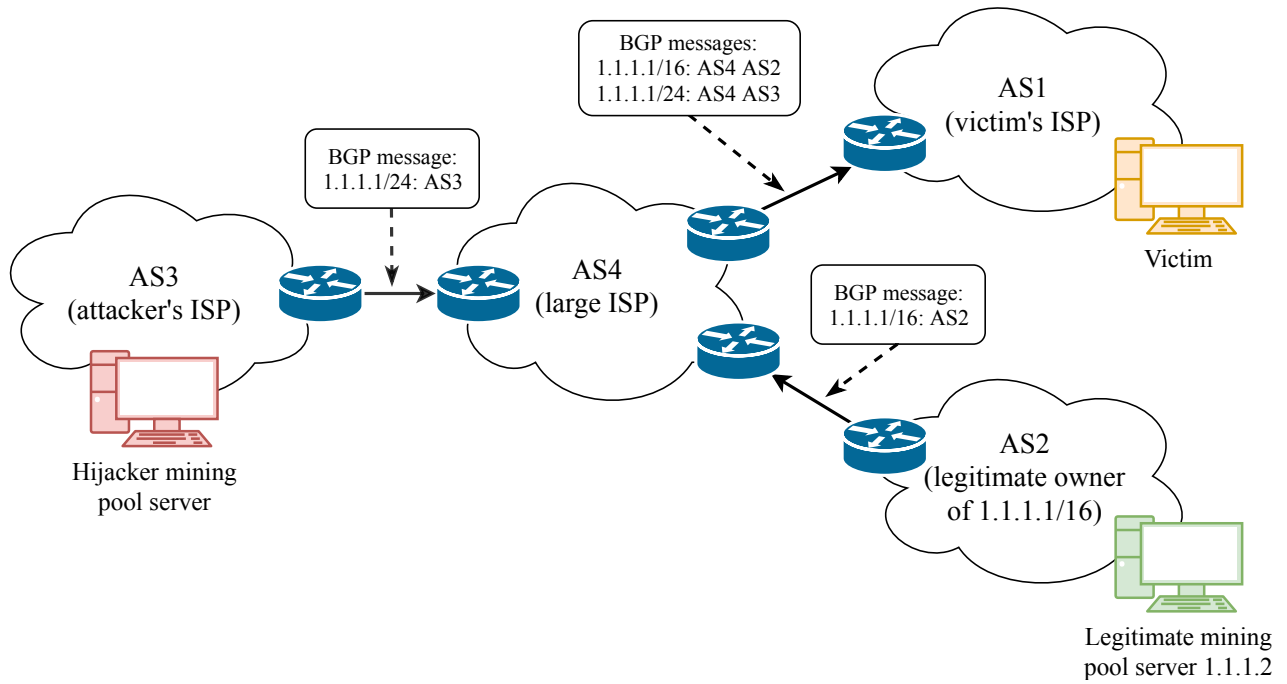 BGP messages:
1.1.1.1/16: AS4 AS2
1.1.1.1/24: AS4 AS3
AS1
(victim's ISP)
BGP message:
1.1.1.1/24: AS3
Victim
AS3
(attacker's ISP)
AS4
(large ISP)
BGP message:
1.1.1.1/16: AS2
Hijacker mining
pool server
AS2
(legitimate owner
of 1.1.1.1/16)
Legitimate mining
pool server 1.1.1.2